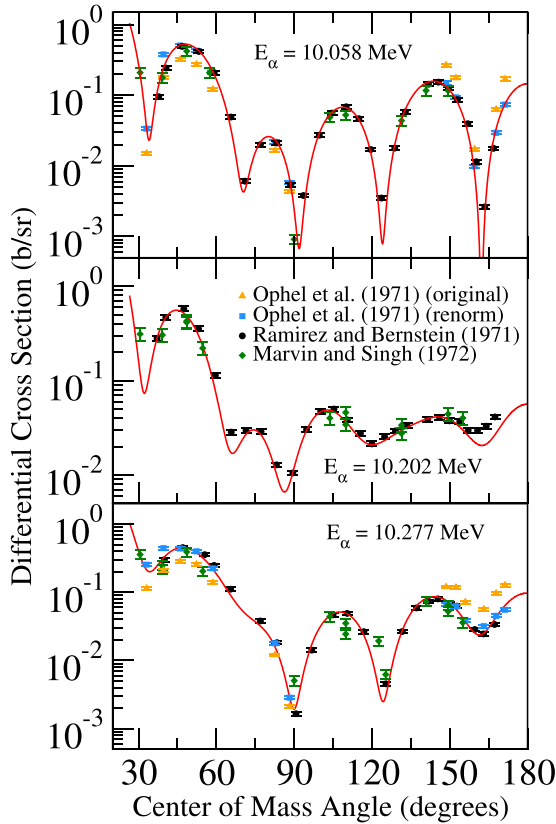 10^0
E_α = 10.058 MeV
10^-1
10^-2
10^-3
Differential Cross Section (b/sr)
10^0
Ophel et al. (1971) (original)
Ophel et al. (1971) (renorm)
Ramirez and Bernstein (1971)
Marvin and Singh (1972)
10^-1
10^-2
E_α = 10.202 MeV
10^0
E_α = 10.277 MeV
10^-1
10^-2
10^-3
30 60 90 120 150 180
Center of Mass Angle (degrees)